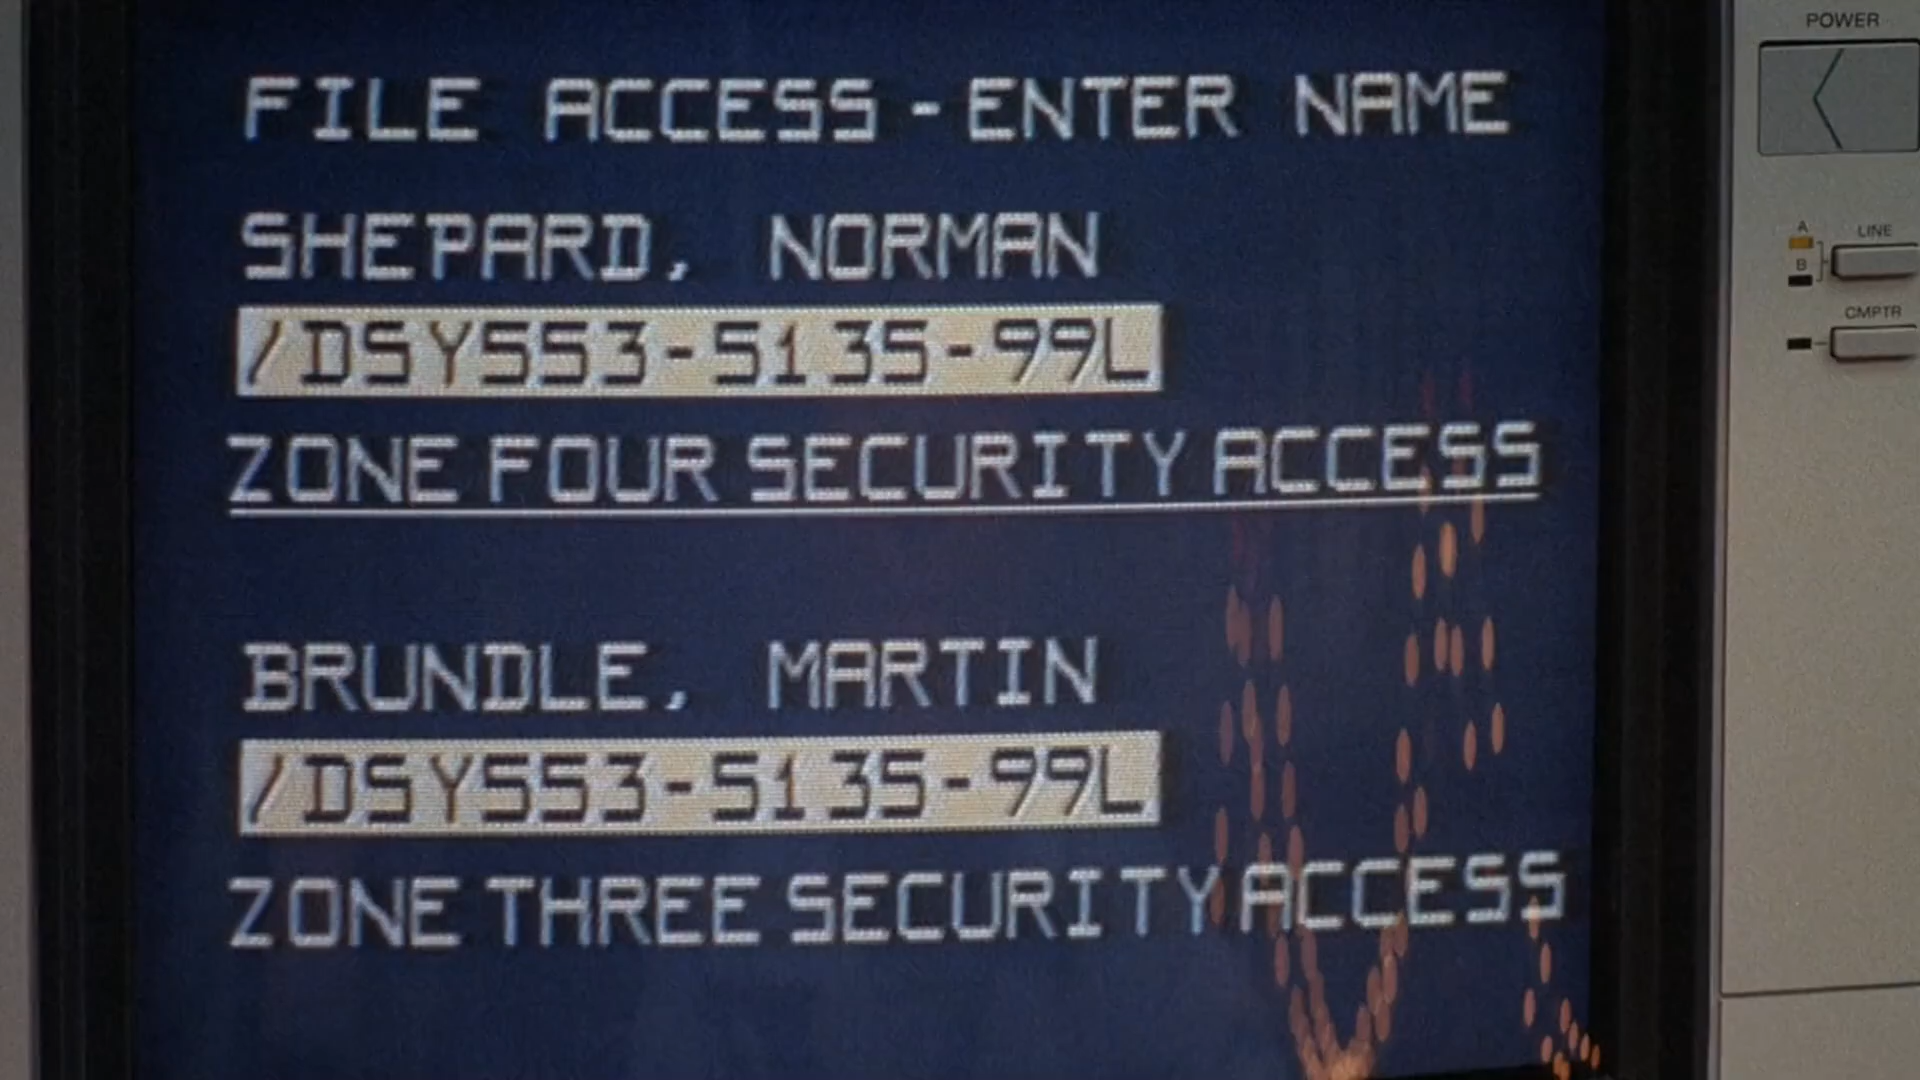 FILE ACCESS - ENTER NAME
SHEPARD, NORMAN
/DSY553-5135-99L
ZONE FOUR SECURITY ACCESS
BRUNDLE, MARTIN
/DSY553-5135-99L
ZONE THREE SECURITY ACCESS
POWER
A
LINE
B
CMPTR